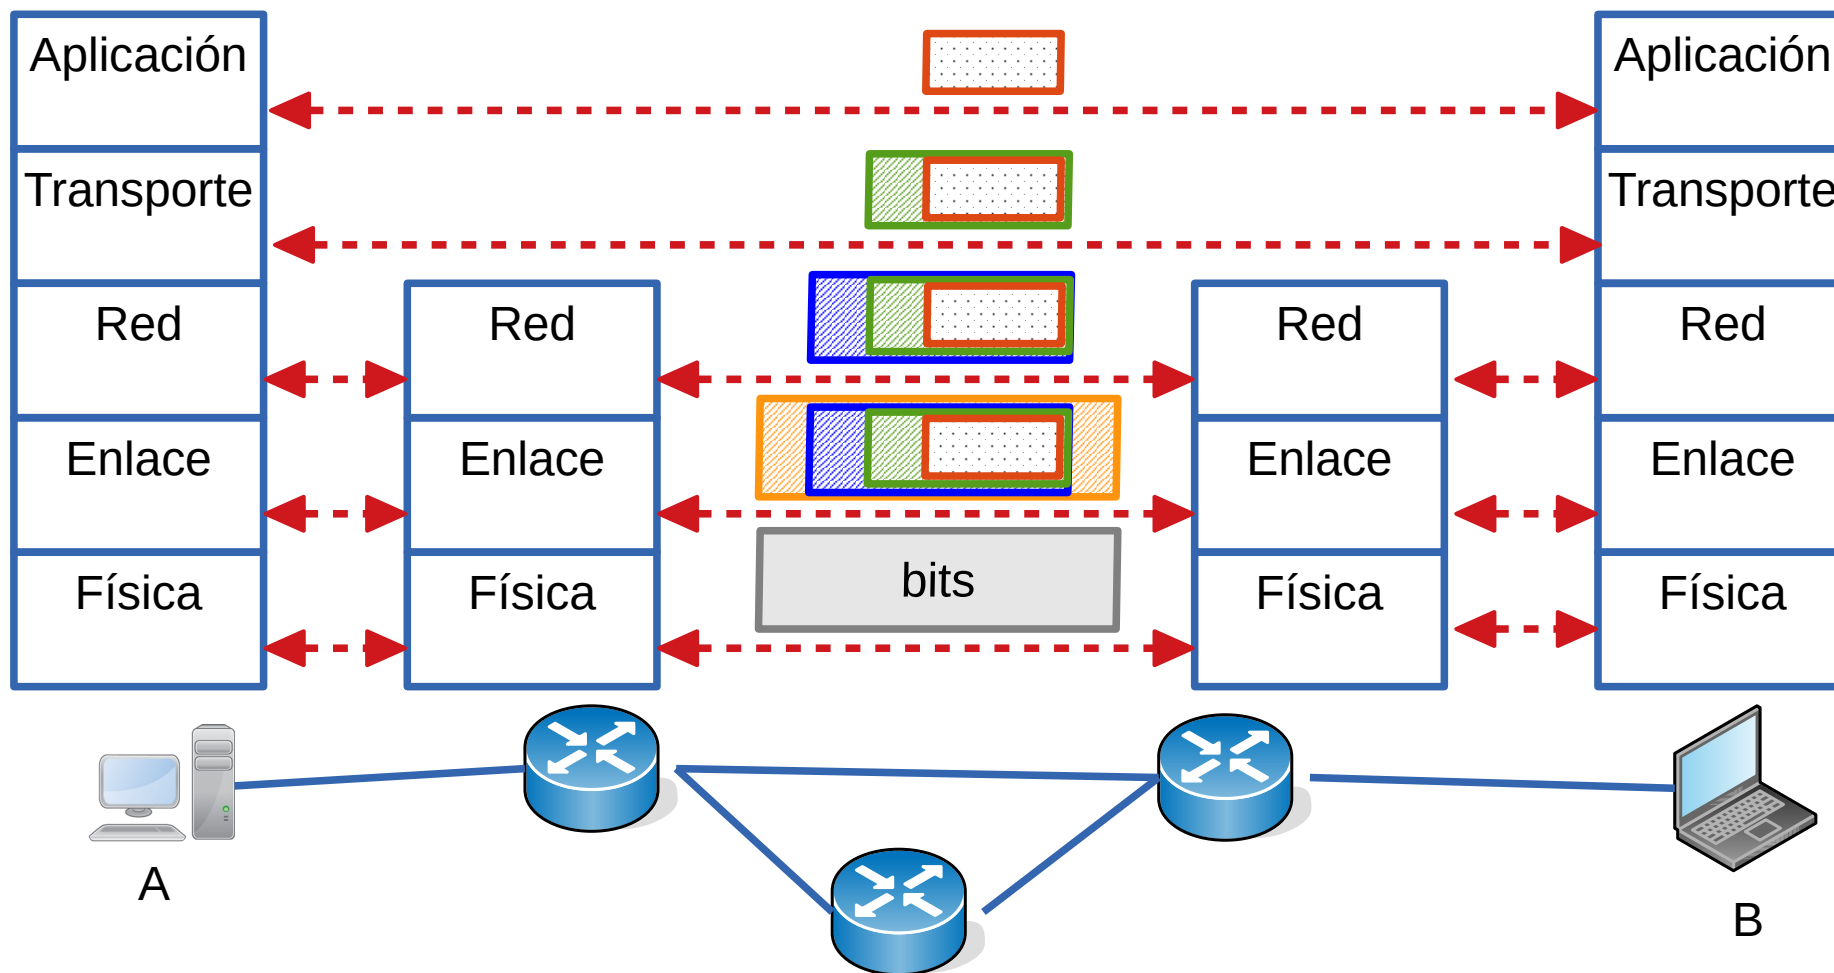 Aplicación
Aplicación
Transporte
Transporte
Red
Red
Red
Red
Enlace
Enlace
Enlace
Enlace
Física
Física
bits
Física
Física
A
B